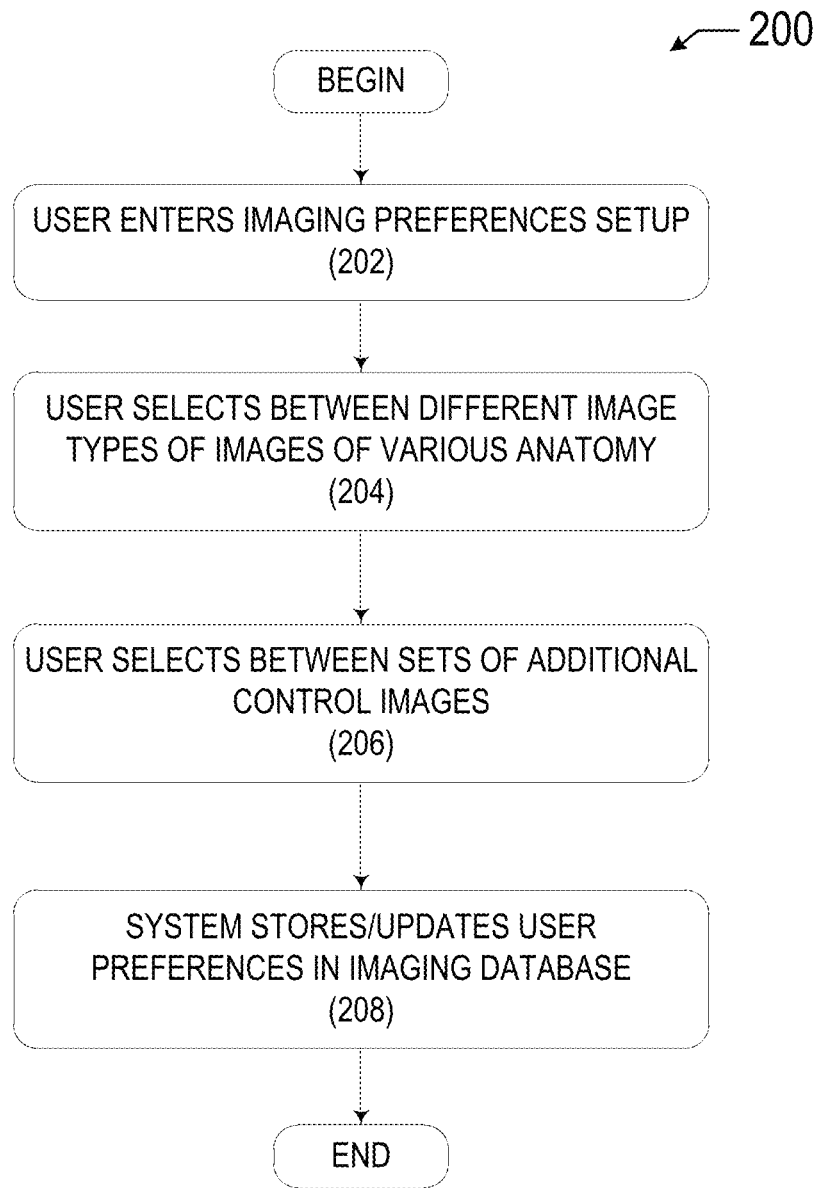 200
BEGIN
USER ENTERS IMAGING PREFERENCES SETUP
(202)
USER SELECTS BETWEEN DIFFERENT IMAGE
TYPES OF IMAGES OF VARIOUS ANATOMY
(204)
USER SELECTS BETWEEN SETS OF ADDITIONAL
CONTROL IMAGES
(206)
SYSTEM STORES/UPDATES USER
PREFERENCES IN IMAGING DATABASE
(208)
END